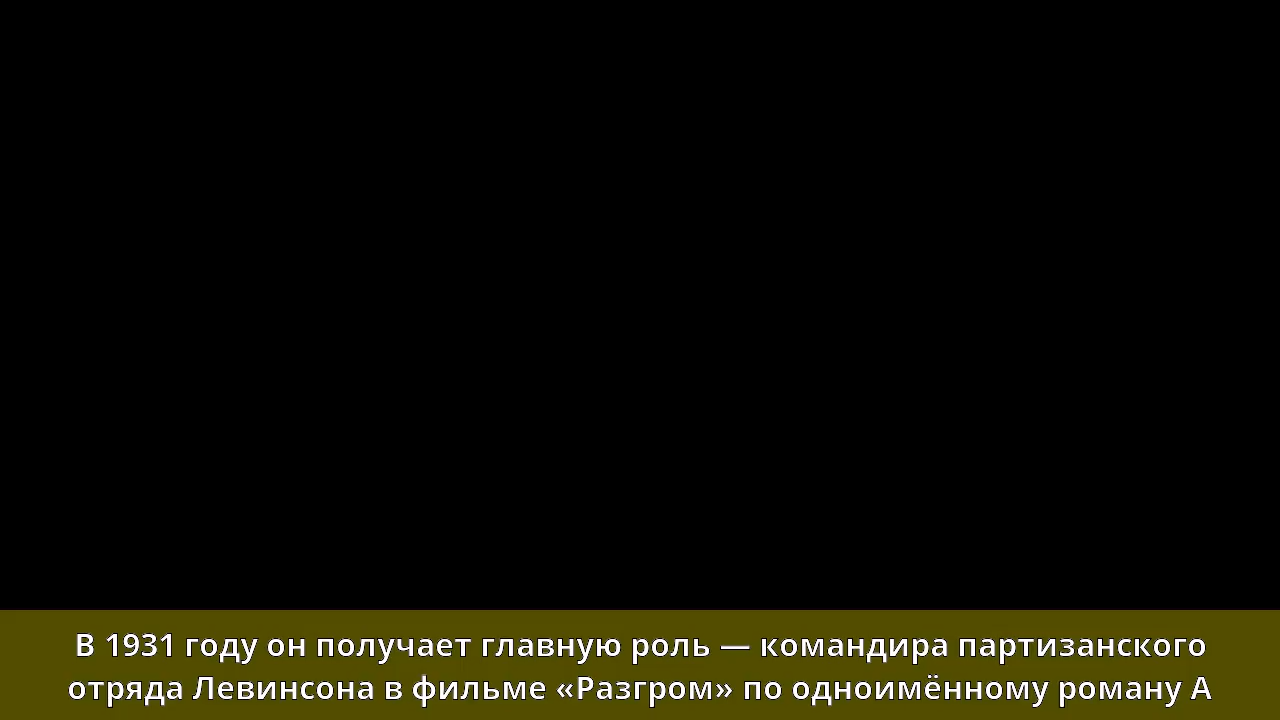 В 1931 году он получает главную роль — командира партизанского
отряда Левинсона в фильме «Разгром» по одноимённому роману А